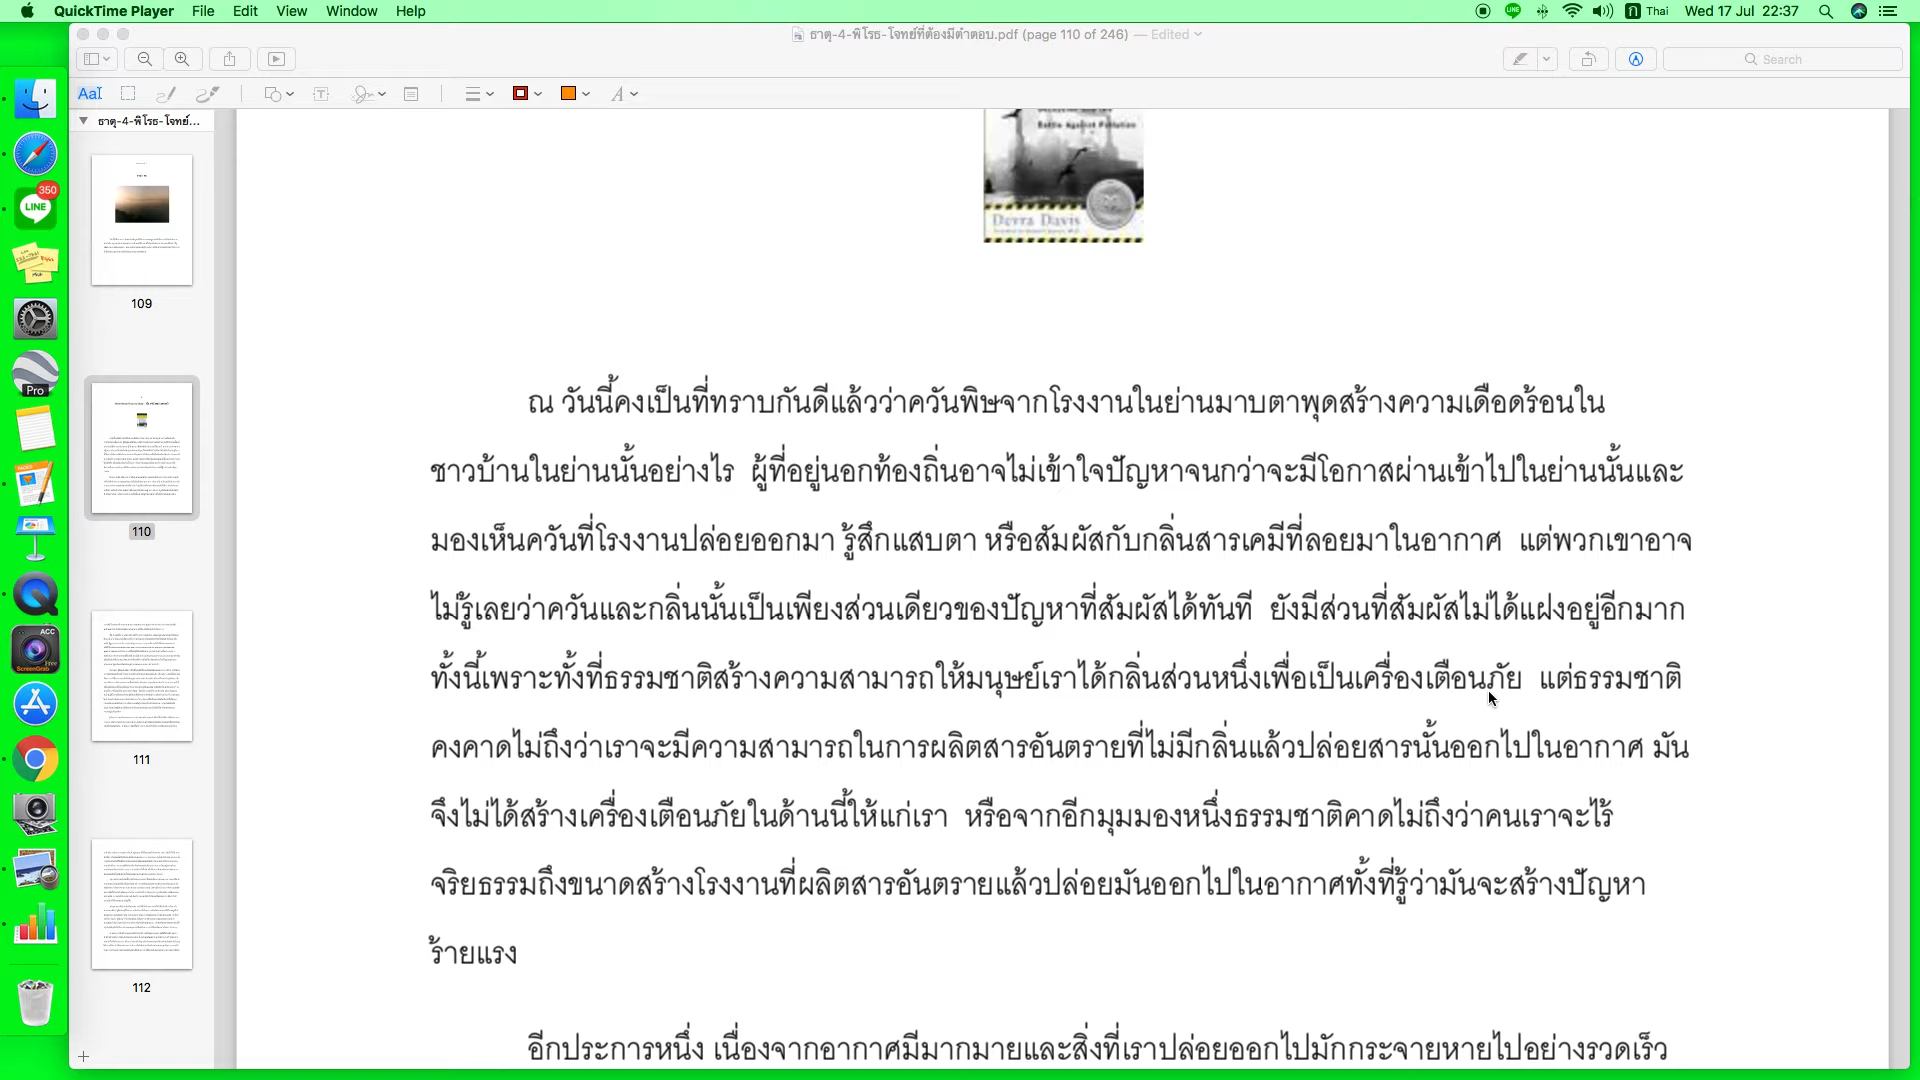 QuickTime Player File Edit View Window Help
Thai Wed 17 Jul 22:37
ธาตุ-4-พิโรธ-โจทย์ที่ต้องมีคำตอบ.pdf (page 110 of 246) — Edited
Search
AaI
A
ธาตุ-4-พิโรธ-โจทย์...
109
110
111
112
350
LINE
Pro
PAGES
ACC
Free
ScreenGrab
Battle Against Pollution
Devra Davis
ณ วันนี้คงเป็นที่ทราบกันดีแล้วว่าควันพิษจากโรงงานในย่านมาบตาพุดสร้างความเดือดร้อนใน
ชาวบ้านในย่านนั้นอย่างไร ผู้ที่อยู่นอกท้องถิ่นอาจไม่เข้าใจปัญหาจนกว่าจะมีโอกาสผ่านเข้าไปในย่านนั้นและ
มองเห็นควันที่โรงงานปล่อยออกมา รู้สึกแสบตา หรือสัมผัสกับกลิ่นสารเคมีที่ลอยมาในอากาศ แต่พวกเขาอาจ
ไม่รู้เลยว่าควันและกลิ่นนั้นเป็นเพียงส่วนเดียวของปัญหาที่สัมผัสได้ทันที ยังมีส่วนที่สัมผัสไม่ได้แฝงอยู่อีกมาก
ทั้งนี้เพราะทั้งที่ธรรมชาติสร้างความสามารถให้มนุษย์เราได้กลิ่นส่วนหนึ่งเพื่อเป็นเครื่องเตือนภัย แต่ธรรมชาติ
คงคาดไม่ถึงว่าเราจะมีความสามารถในการผลิตสารอันตรายที่ไม่มีกลิ่นแล้วปล่อยสารนั้นออกไปในอากาศ มัน
จึงไม่ได้สร้างเครื่องเตือนภัยในด้านนี้ให้แก่เรา หรือจากอีกมุมมองหนึ่งธรรมชาติคาดไม่ถึงว่าคนเราจะไร้
จริยธรรมถึงขนาดสร้างโรงงานที่ผลิตสารอันตรายแล้วปล่อยมันออกไปในอากาศทั้งที่รู้ว่ามันจะสร้างปัญหา
ร้ายแรง
อีกประการหนึ่ง เนื่องจากอากาศมีมากมายและสิ่งที่เราปล่อยออกไปมักกระจายหายไปอย่างรวดเร็ว